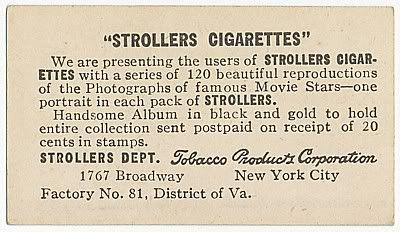 "STROLLERS CIGARETTES"
We are presenting the users of STROLLERS CIGAR-
ETTES with a series of 120 beautiful reproductions
of the Photographs of famous Movie Stars—one
portrait in each pack of STROLLERS.
Handsome Album in black and gold to hold
entire collection sent postpaid on receipt of 20
cents in stamps.
STROLLERS DEPT. Tobacco Products Corporation
1767 Broadway New York City
Factory No. 81, District of Va.